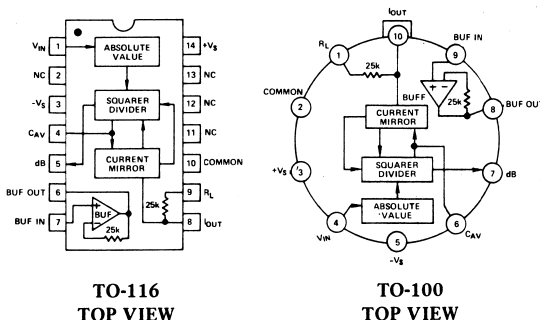 VIN 1
ABSOLUTE VALUE
14 +VS
NC 2
13 NC
-VS 3
SQUARER DIVIDER
12 NC
CAV 4
11 NC
dB 5
CURRENT MIRROR
10 COMMON
BUF OUT 6
9 RL
25k
BUF IN 7
+
BUF
-
25k
8 IOUT
TO-116
TOP VIEW
IOUT
10
RL
1
BUF IN
9
25k
+ -
25k
COMMON
2
BUFF
8
BUF OUT
CURRENT MIRROR
+VS
3
SQUARER DIVIDER
7
dB
ABSOLUTE VALUE
4
VIN
6
CAV
5
-VS
TO-100
TOP VIEW